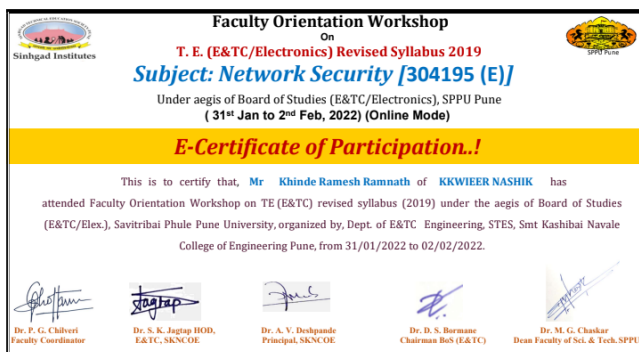 Faculty Orientation Workshop
On
T. E. (E&TC/Electronics) Revised Syllabus 2019
Sinhgad Institutes
SPPU Pune
Subject: Network Security [304195 (E)]
Under aegis of Board of Studies (E&TC/Electronics), SPPU Pune
( 31st Jan to 2nd Feb, 2022) (Online Mode)
E-Certificate of Participation..!
This is to certify that, Mr Khinde Ramesh Ramnath of KKWIEER NASHIK has
attended Faculty Orientation Workshop on TE (E&TC) revised syllabus (2019) under the aegis of Board of Studies
(E&TC/Elex.), Savitribai Phule Pune University, organized by, Dept. of E&TC Engineering, STES, Smt Kashibai Navale
College of Engineering Pune, from 31/01/2022 to 02/02/2022.
Jagtap
Dr. P. G. Chilveri
Faculty Coordinator
Dr. S. K. Jagtap HOD,
E&TC, SKNCOE
Dr. A. V. Deshpande
Principal, SKNCOE
Dr. D. S. Bormane
Chairman BoS (E&TC)
Dr. M. G. Chaskar
Dean Faculty of Sci. & Tech.SPPU